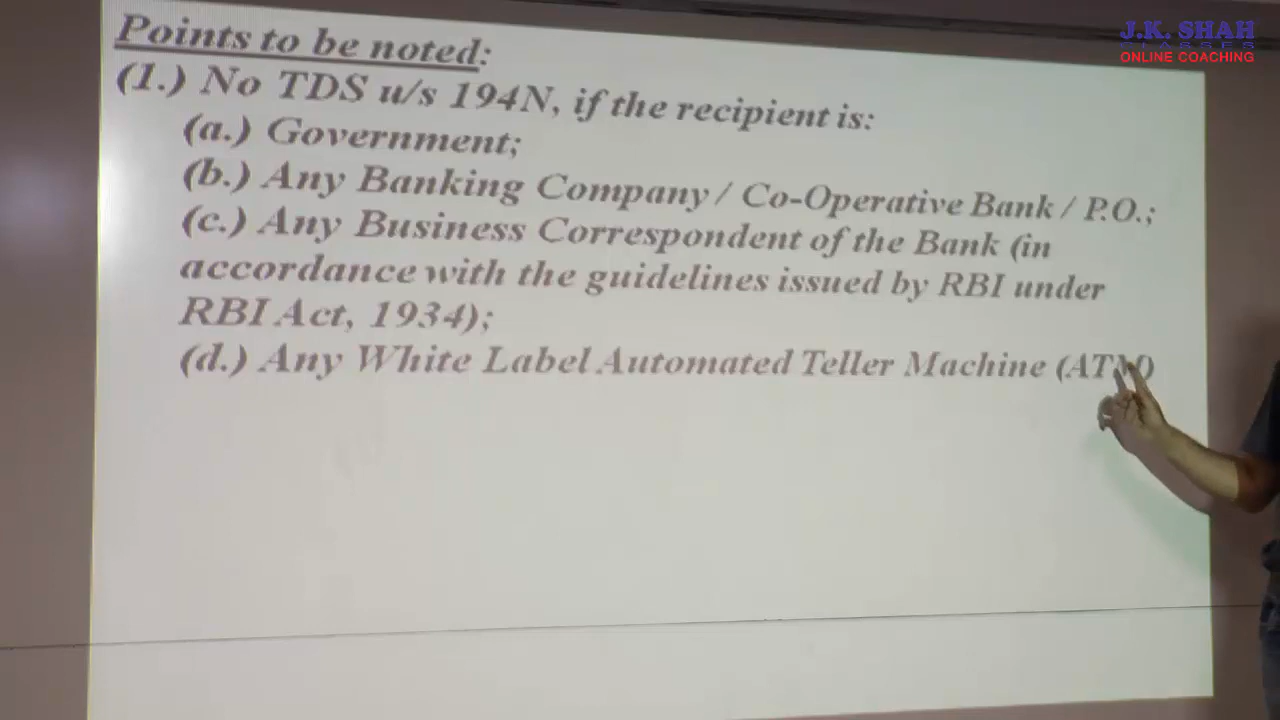 J.K. SHAH
CLASSES
ONLINE COACHING
Points to be noted:
(1.) No TDS u/s 194N, if the recipient is:
(a.) Government;
(b.) Any Banking Company / Co-Operative Bank / P.O.;
(c.) Any Business Correspondent of the Bank (in
accordance with the guidelines issued by RBI under
RBI Act, 1934);
(d.) Any White Label Automated Teller Machine (ATM)